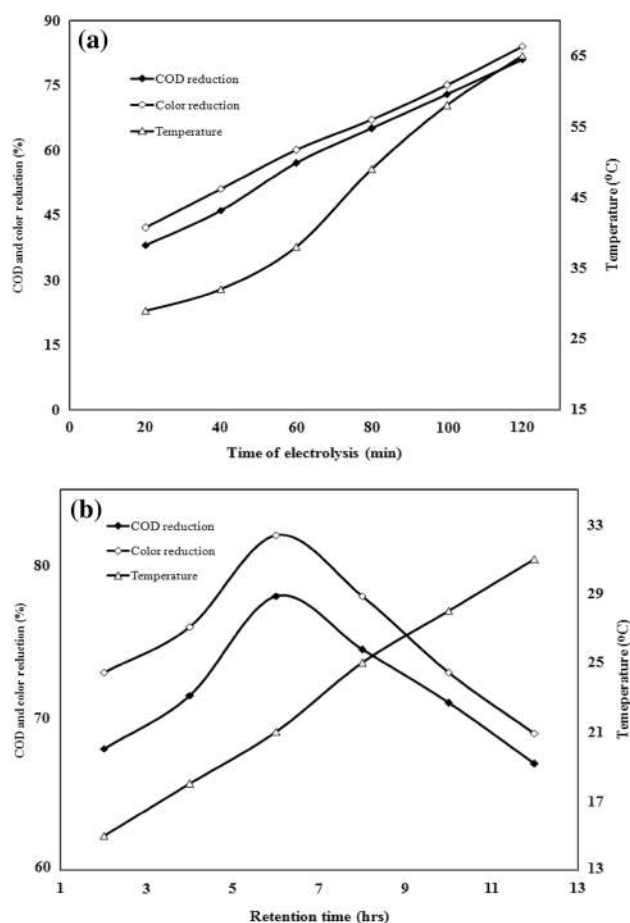 (a)
COD reduction
Color reduction
Temperature
90
75
60
45
30
15
0
COD and color reduction (%)
65
55
45
35
25
15
Temperature (°C)
0 20 40 60 80 100 120
Time of electrolysis (min)
(b)
COD reduction
Color reduction
Temperature
80
70
60
COD and color reduction (%)
33
29
25
21
17
13
Temeperature (°C)
1 3 5 7 9 11 13
Retention time (hrs)